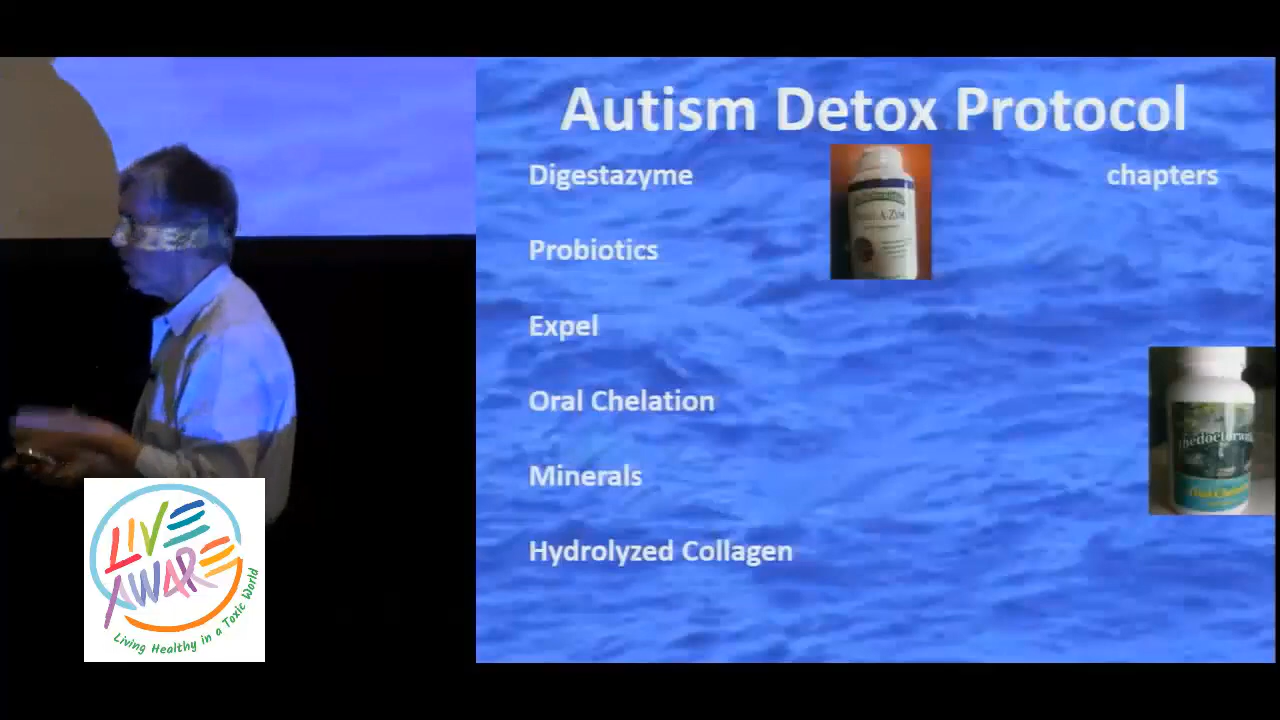 Autism Detox Protocol
Digestazyme chapters
Probiotics
Expel
Oral Chelation
Minerals
Hydrolyzed Collagen
LIVE
AWARE
Living Healthy in a Toxic World